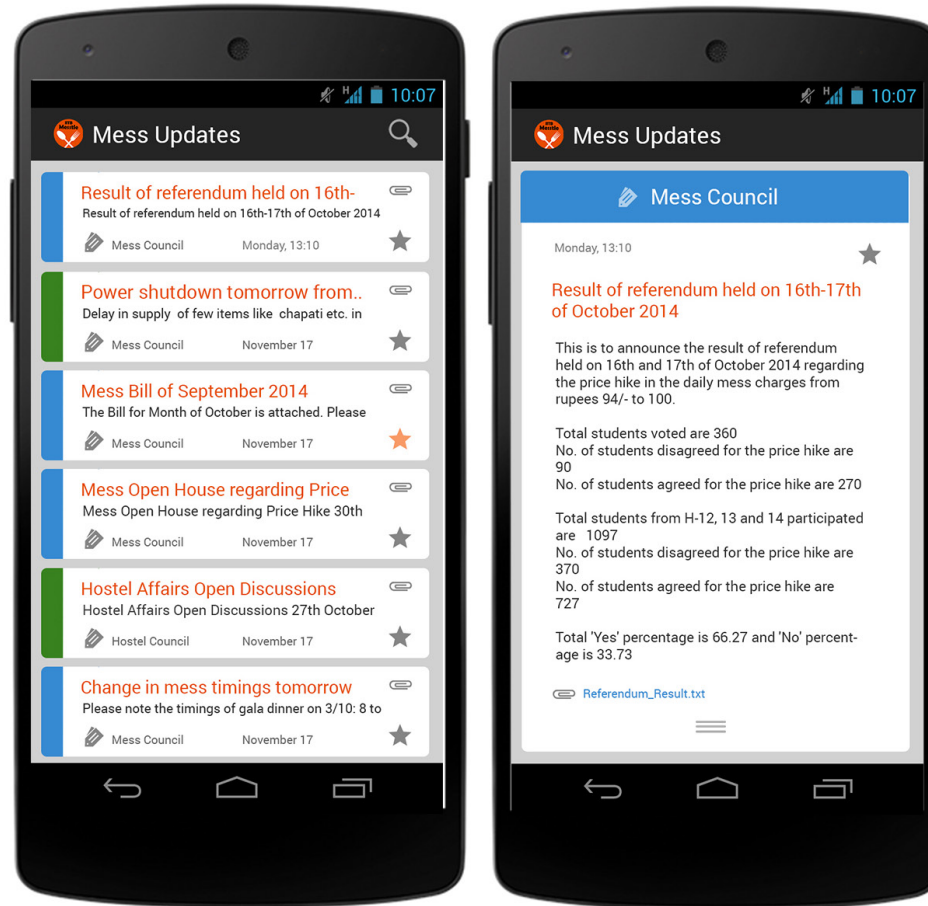 H 10:07
Mess Updates
Result of referendum held on 16th-
Result of referendum held on 16th-17th of October 2014
Mess Council Monday, 13:10
Power shutdown tomorrow from..
Delay in supply of few items like chapati etc. in
Mess Council November 17
Mess Bill of September 2014
The Bill for Month of October is attached. Please
Mess Council November 17
Mess Open House regarding Price
Mess Open House regarding Price Hike 30th
Mess Council November 17
Hostel Affairs Open Discussions
Hostel Affairs Open Discussions 27th October
Hostel Council November 17
Change in mess timings tomorrow
Please note the timings of gala dinner on 3/10: 8 to
Mess Council November 17
H 10:07
Mess Updates
Mess Council
Monday, 13:10
Result of referendum held on 16th-17th
of October 2014
This is to announce the result of referendum
held on 16th and 17th of October 2014 regarding
the price hike in the daily mess charges from
rupees 94/- to 100.
Total students voted are 360
No. of students disagreed for the price hike are
90
No. of students agreed for the price hike are 270
Total students from H-12, 13 and 14 participated
are 1097
No. of students disagreed for the price hike are
370
No. of students agreed for the price hike are
727
Total 'Yes' percentage is 66.27 and 'No' percent-
age is 33.73
Referendum_Result.txt